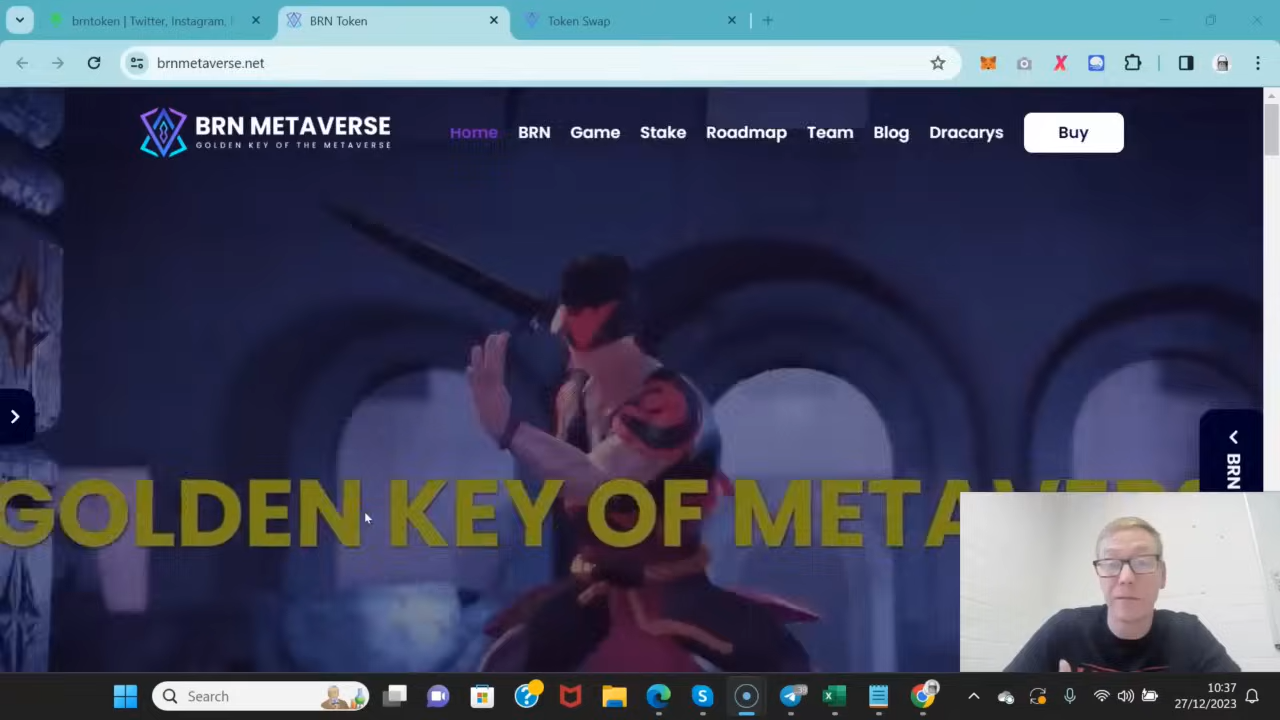 brntoken | Twitter, Instagram,
BRN Token
Token Swap
brnmetaverse.net
BRN METAVERSE
GOLDEN KEY OF THE METAVERSE
Home
BRN
Game
Stake
Roadmap
Team
Blog
Dracarys
Buy
GOLDEN KEY OF METAVERS
BRN
Search
10:37
27/12/2023